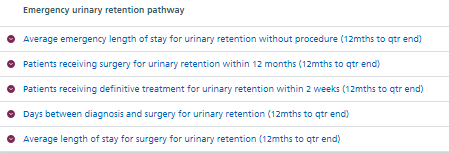 Emergency urinary retention pathway
Average emergency length of stay for urinary retention without procedure (12mths to qtr end)
Patients receiving surgery for urinary retention within 12 months (12mths to qtr end)
Patients receiving definitive treatment for urinary retention within 2 weeks (12mths to qtr end)
Days between diagnosis and surgery for urinary retention (12mths to qtr end)
Average length of stay for surgery for urinary retention (12mths to qtr end)